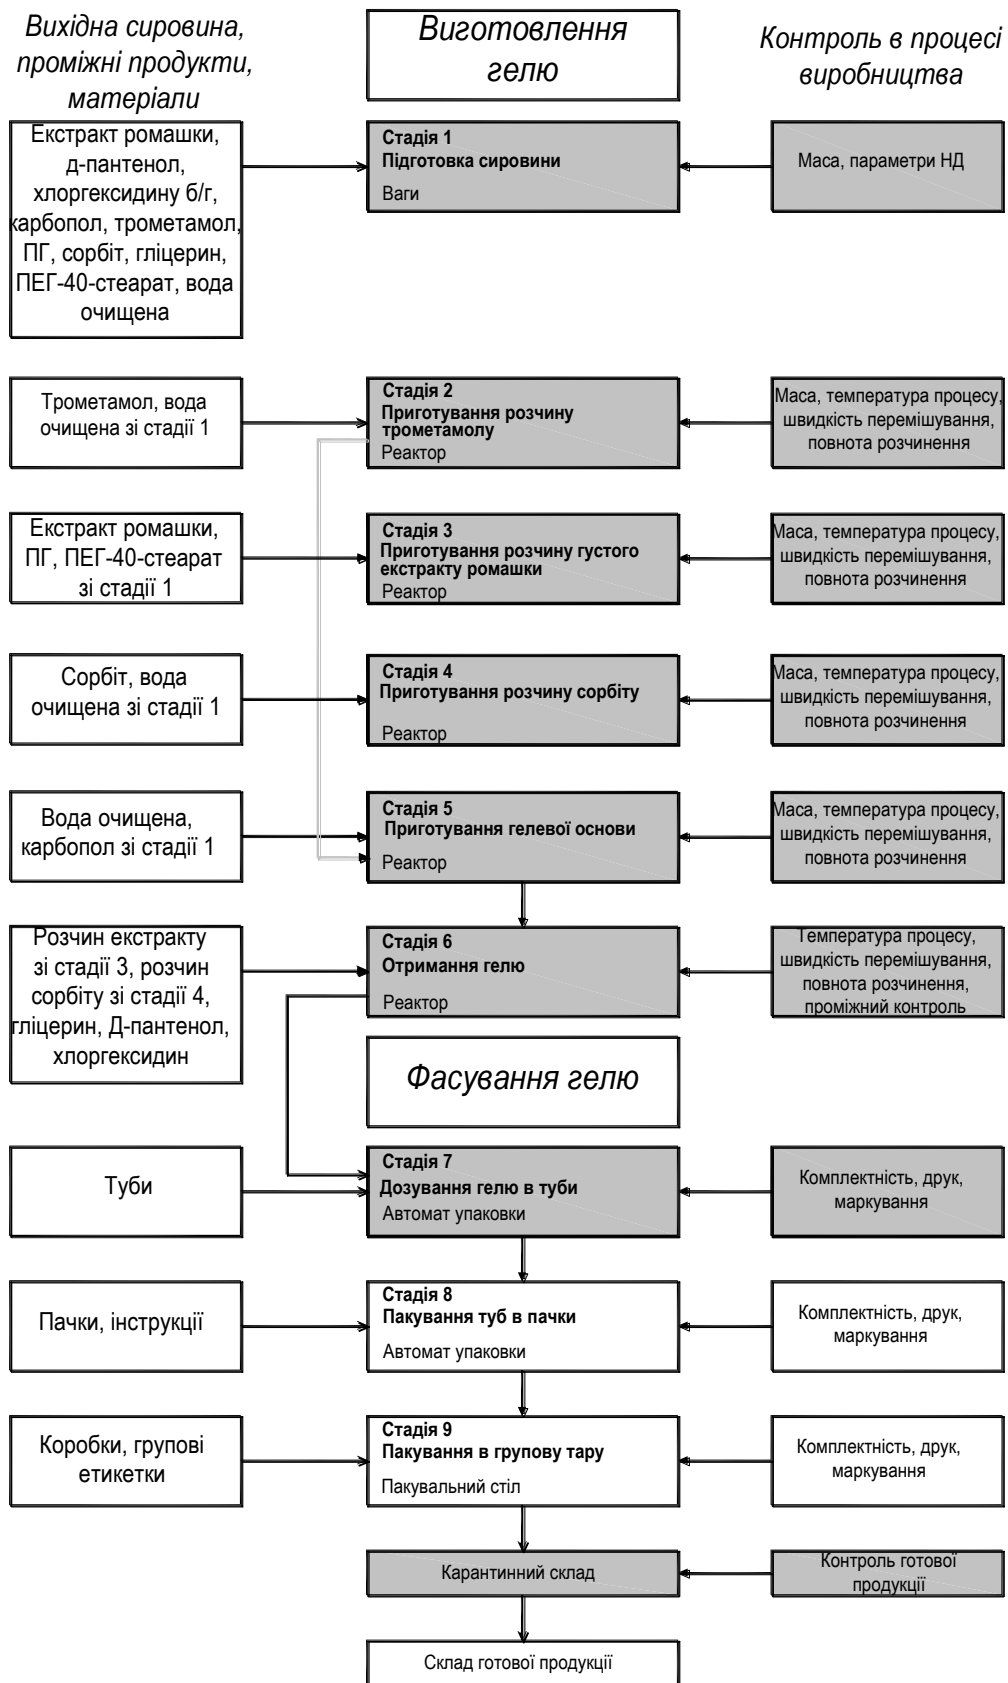 Вихідна сировина,
проміжні продукти,
матеріали
Виготовлення
гелю
Контроль в процесі
виробництва
Екстракт ромашки,
д-пантенол,
хлоргексидину б/г,
карбопол, трометамол,
ПГ, сорбіт, гліцерин,
ПЕГ-40-стеарат, вода
очищена
Стадія 1
Підготовка сировини
Ваги
Маса, параметри НД
Трометамол, вода
очищена зі стадії 1
Стадія 2
Приготування розчину
трометамолу
Реактор
Маса, температура процесу,
швидкість перемішування,
повнота розчинення
Екстракт ромашки,
ПГ, ПЕГ-40-стеарат
зі стадії 1
Стадія 3
Приготування розчину густого
екстракту ромашки
Реактор
Маса, температура процесу,
швидкість перемішування,
повнота розчинення
Сорбіт, вода
очищена зі стадії 1
Стадія 4
Приготування розчину сорбіту
Реактор
Маса, температура процесу,
швидкість перемішування,
повнота розчинення
Вода очищена,
карбопол зі стадії 1
Стадія 5
Приготування гелевої основи
Реактор
Маса, температура процесу,
швидкість перемішування,
повнота розчинення
Розчин екстракту
зі стадії 3, розчин
сорбіту зі стадії 4,
гліцерин, Д-пантенол,
хлоргексидин
Стадія 6
Отримання гелю
Реактор
Температура процесу,
швидкість перемішування,
повнота розчинення,
проміжний контроль
Фасування гелю
Туби
Стадія 7
Дозування гелю в туби
Автомат упаковки
Комплектність, друк,
маркування
Пачки, інструкції
Стадія 8
Пакування туб в пачки
Автомат упаковки
Комплектність, друк,
маркування
Коробки, групові
етикетки
Стадія 9
Пакування в групову тару
Пакувальний стіл
Комплектність, друк,
маркування
Карантинний склад
Контроль готової
продукції
Склад готової продукції